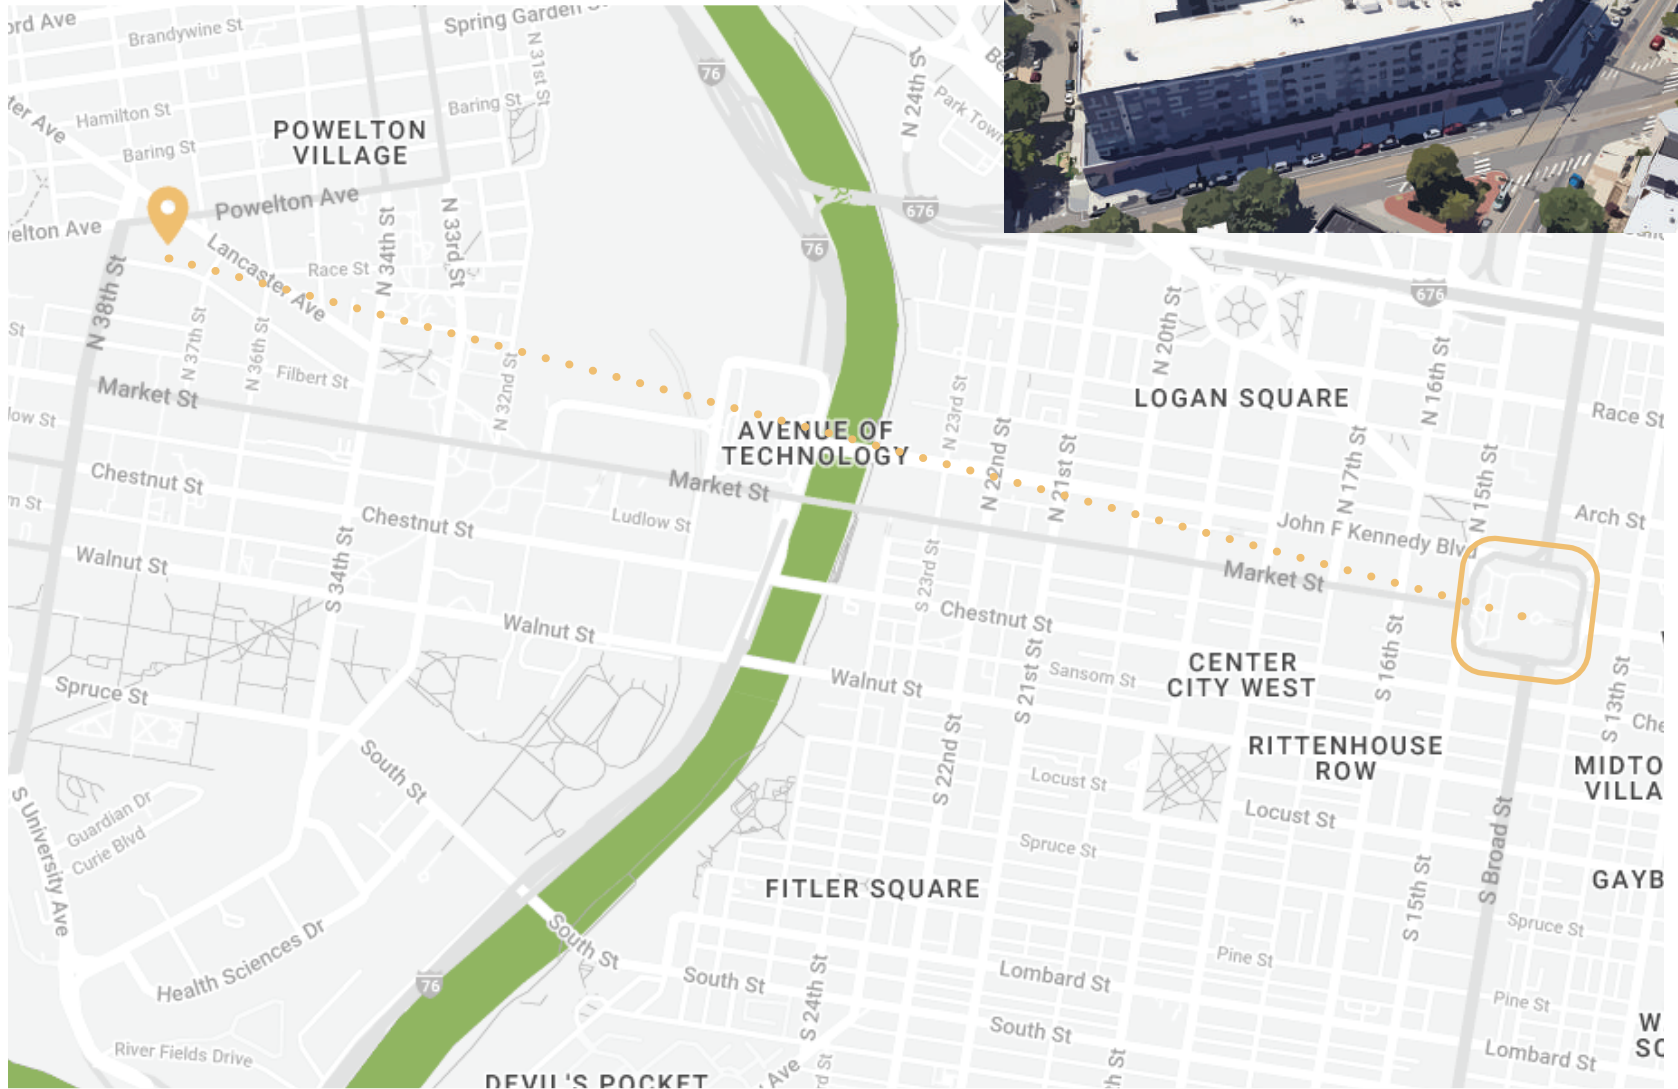 Spring Garden St
Brandywine St
N 31st St
Hamilton St
Baring St
N 24th St
76
POWELTON
VILLAGE
Baring St
Powelton Ave
676
N 34th St
N 33rd St
Lancaster Ave
Race St
76
N 38th St
676
N 37th St
N 36th St
Filbert St
N 32nd St
N 20th St
N 16th St
LOGAN SQUARE
N 23rd St
Race St
Market St
AVENUE OF
TECHNOLOGY
N 22nd St
N 21st St
N 17th St
N 15th St
Chestnut St
Market St
Ludlow St
Chestnut St
John F Kennedy Blvd
Arch St
Walnut St
S 34th St
Market St
S 23rd St
Chestnut St
Walnut St
S 21st St
S 16th St
CENTER
CITY WEST
Sansom St
S 13th St
Spruce St
Walnut St
S 22nd St
RITTENHOUSE
ROW
South St
Locust St
Locust St
S University Ave
Guardian Dr
Curie Blvd
Spruce St
S Broad St
S 15th St
FITLER SQUARE
South St
Spruce St
Health Sciences Dr
76
South St
S 24th St
Lombard St
Pine St
Pine St
South St
River Fields Drive
Lombard St
DEVIL'S POCKET